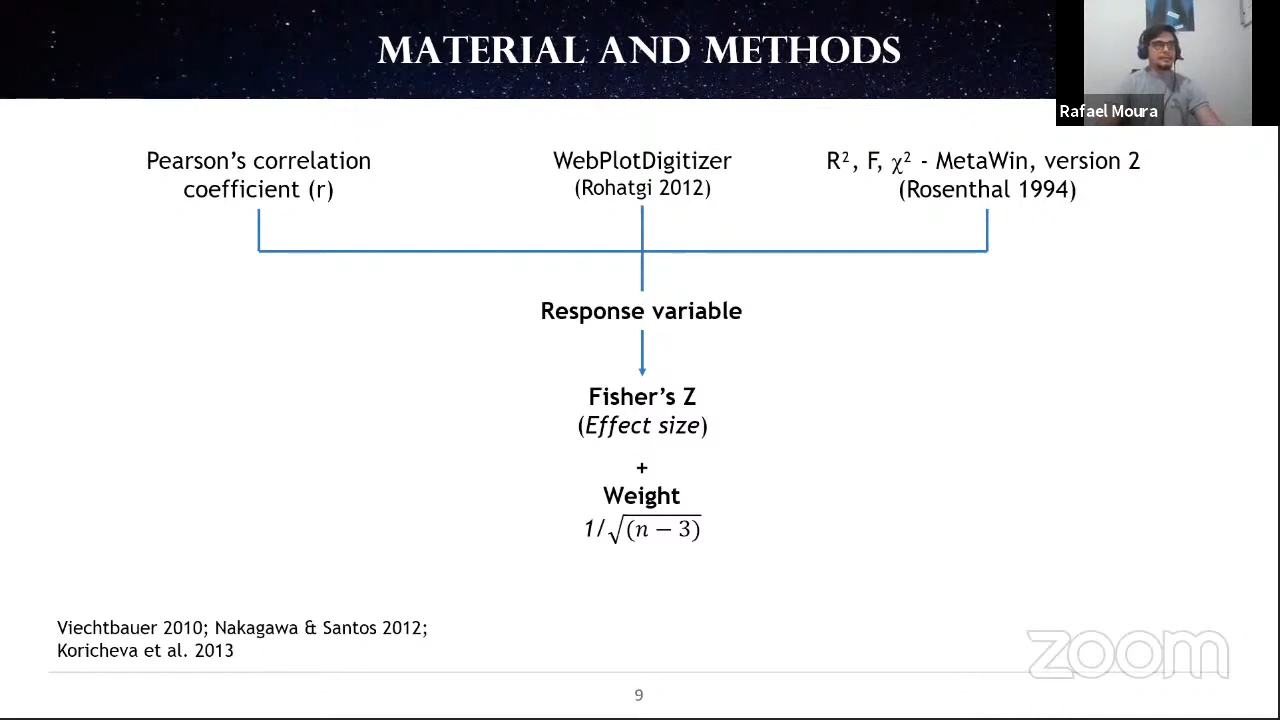 MATERIAL AND METHODS
Rafael Moura
Pearson's correlation
coefficient (r)
WebPlotDigitizer
(Rohatgi 2012)
R², F, χ² - MetaWin, version 2
(Rosenthal 1994)
Response variable
Fisher's Z
(Effect size)
+
Weight
1/√(n − 3)
Viechtbauer 2010; Nakagawa & Santos 2012;
Koricheva et al. 2013
zoom
9